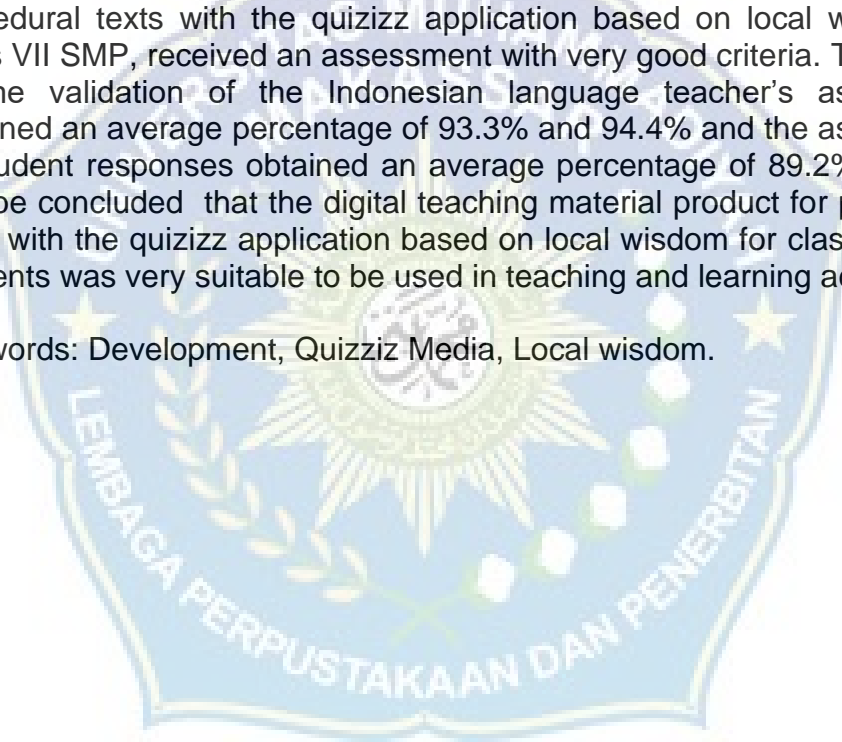 edural texts with the quizizz application based on local w
s VII SMP, received an assessment with very good criteria. T
he validation of the Indonesian language teacher’s as
ned an average percentage of 93.3% and 94.4% and the as
udent responses obtained an average percentage of 89.2%
be concluded that the digital teaching material product for p
with the quizizz application based on local wisdom for clas
ents was very suitable to be used in teaching and learning a
words: Development, Quizziz Media, Local wisdom.
UNIVERSITAS MUHAMMADIYAH
MAKASSAR
LEMBAGA PERPUSTAKAAN DAN PENERBITAN